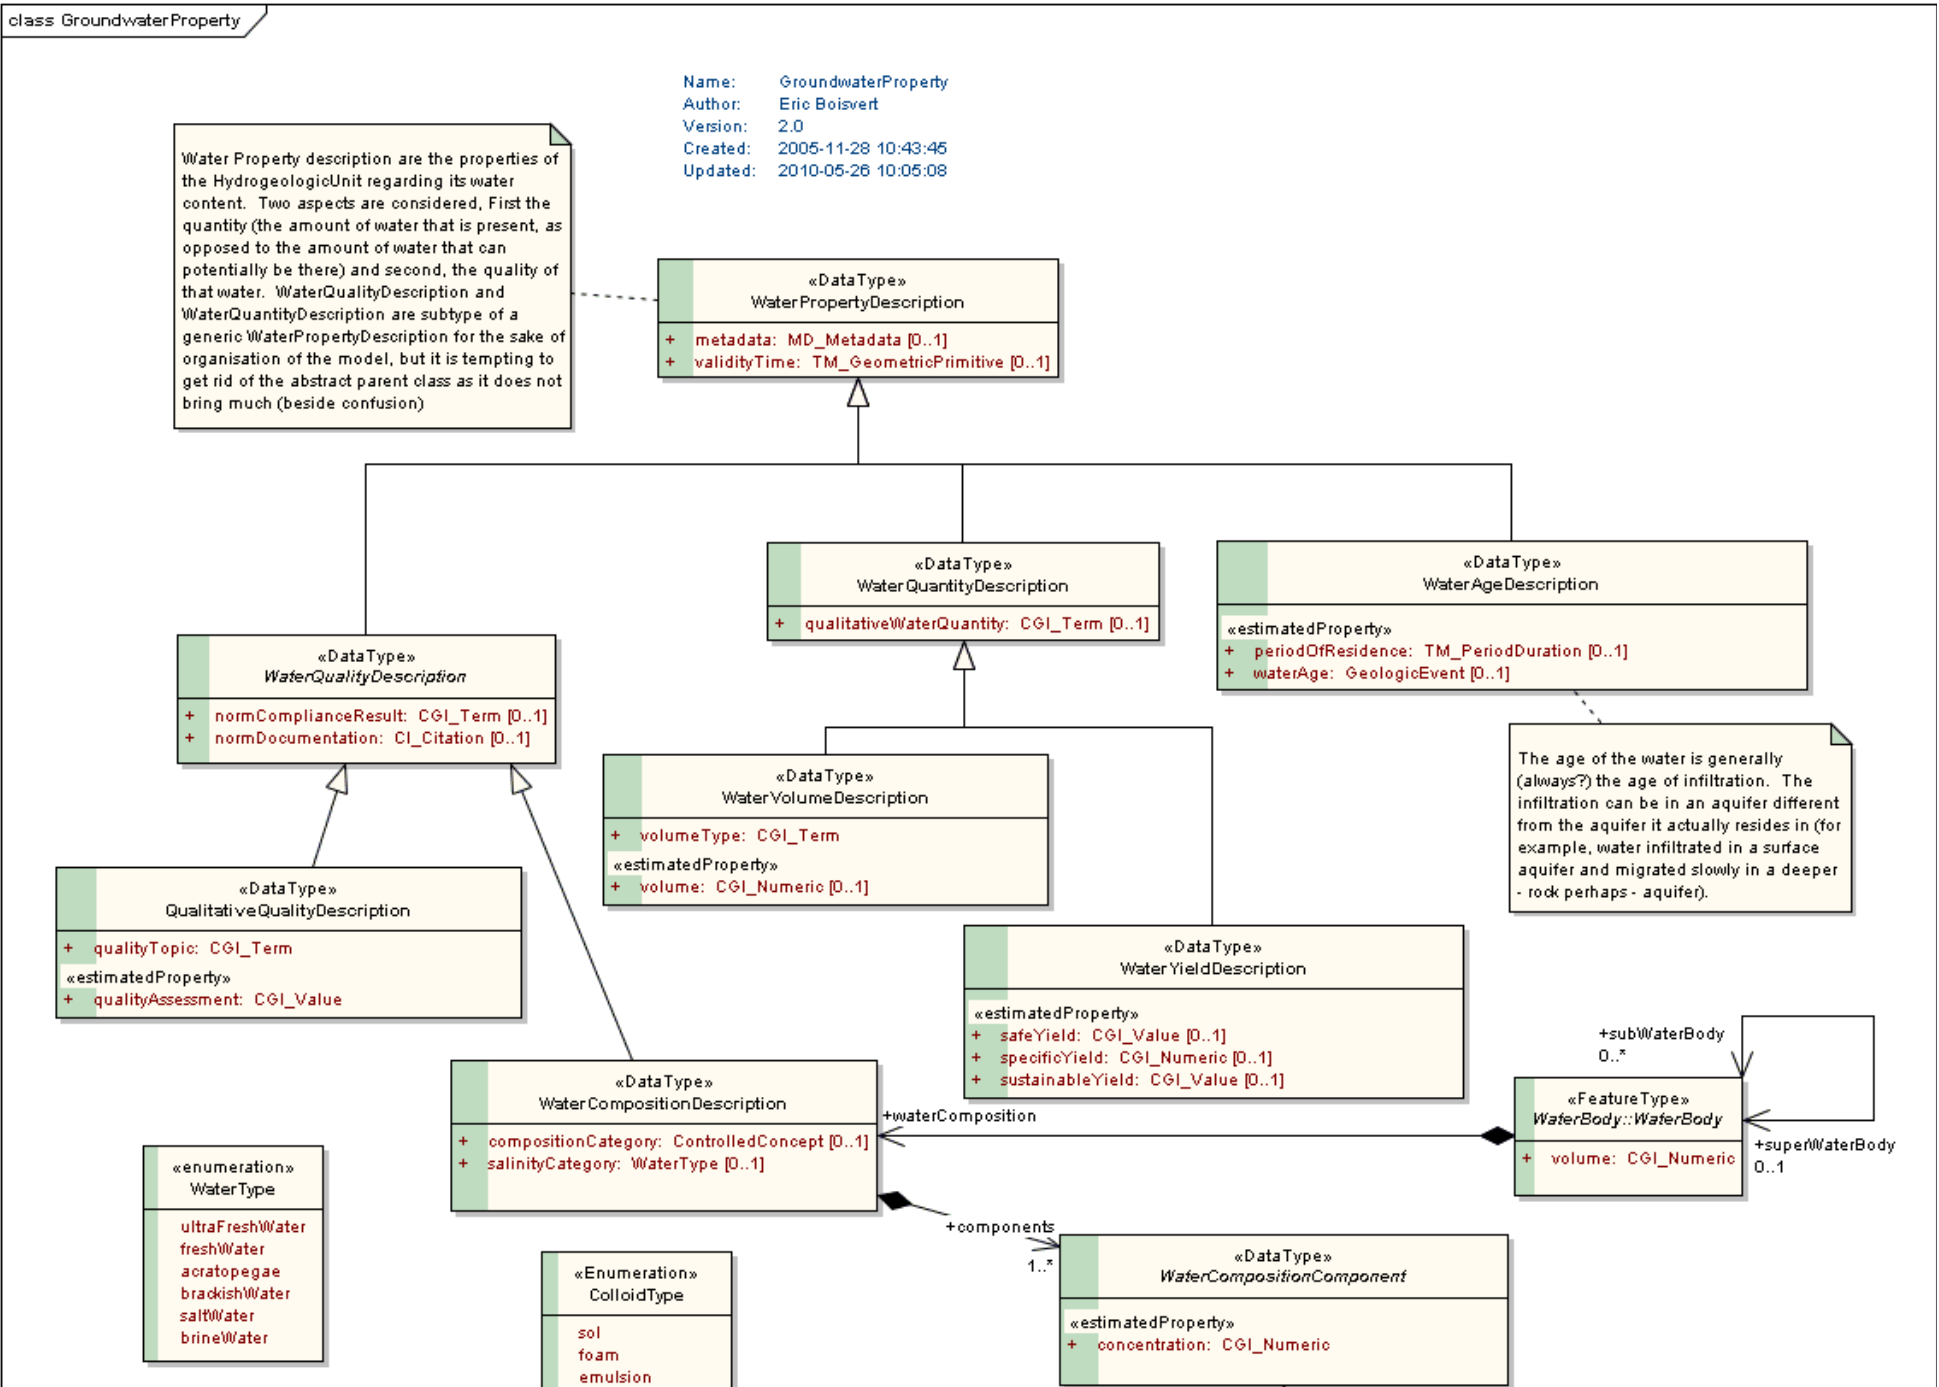 class GroundwaterProperty
Name: GroundwaterProperty
Author: Eric Boisvert
Version: 2.0
Created: 2005-11-28 10:43:45
Updated: 2010-05-26 10:05:08
Water Property description are the properties of
the HydrogeologicUnit regarding its water
content. Two aspects are considered, First the
quantity (the amount of water that is present, as
opposed to the amount of water that can
potentially be there) and second, the quality of
that water. WaterQualityDescription and
WaterQuantityDescription are subtype of a
generic WaterPropertyDescription for the sake of
organisation of the model, but it is tempting to
get rid of the abstract parent class as it does not
bring much (beside confusion)
«DataType»
WaterPropertyDescription
+ metadata: MD_Metadata [0..1]
+ validityTime: TM_GeometricPrimitive [0..1]
«DataType»
WaterQuantityDescription
+ qualitativeWaterQuantity: CGI_Term [0..1]
«DataType»
WaterAgeDescription
«estimatedProperty»
+ periodOfResidence: TM_PeriodDuration [0..1]
+ waterAge: GeologicEvent [0..1]
«DataType»
WaterQualityDescription
+ normComplianceResult: CGI_Term [0..1]
+ normDocumentation: CI_Citation [0..1]
«DataType»
WaterVolumeDescription
+ volumeType: CGI_Term
«estimatedProperty»
+ volume: CGI_Numeric [0..1]
The age of the water is generally
(always?) the age of infiltration. The
infiltration can be in an aquifer different
from the aquifer it actually resides in (for
example, water infiltrated in a surface
aquifer and migrated slowly in a deeper
- rock perhaps - aquifer).
«DataType»
QualitativeQualityDescription
+ qualityTopic: CGI_Term
«estimatedProperty»
+ qualityAssessment: CGI_Value
«DataType»
WaterYieldDescription
«estimatedProperty»
+ safeYield: CGI_Value [0..1]
+ specificYield: CGI_Numeric [0..1]
+ sustainableYield: CGI_Value [0..1]
+subWaterBody
0..*
«FeatureType»
WaterBody::WaterBody
+ volume: CGI_Numeric
+superWaterBody
0..1
«DataType»
WaterCompositionDescription
+ compositionCategory: ControlledConcept [0..1]
+ salinityCategory: WaterType [0..1]
+waterComposition
+components
1..*
«enumeration»
WaterType
ultraFreshWater
freshWater
acratopegae
brackishWater
saltWater
brineWater
«Enumeration»
ColloidType
sol
foam
emulsion
«DataType»
WaterCompositionComponent
«estimatedProperty»
+ concentration: CGI_Numeric